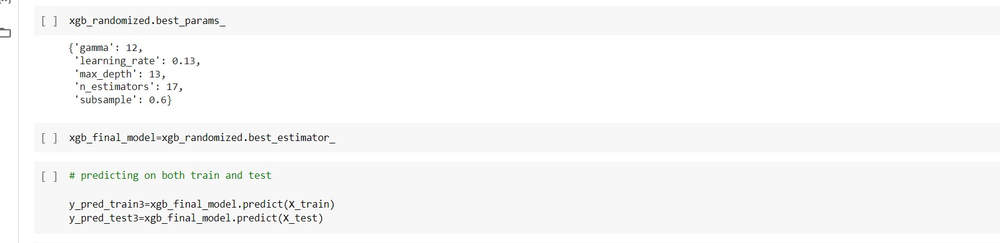 [ ] xgb_randomized.best_params_
{'gamma': 12,
'learning_rate': 0.13,
'max_depth': 13,
'n_estimators': 17,
'subsample': 0.6}
[ ] xgb_final_model=xgb_randomized.best_estimator_
[ ] # predicting on both train and test
y_pred_train3=xgb_final_model.predict(X_train)
y_pred_test3=xgb_final_model.predict(X_test)